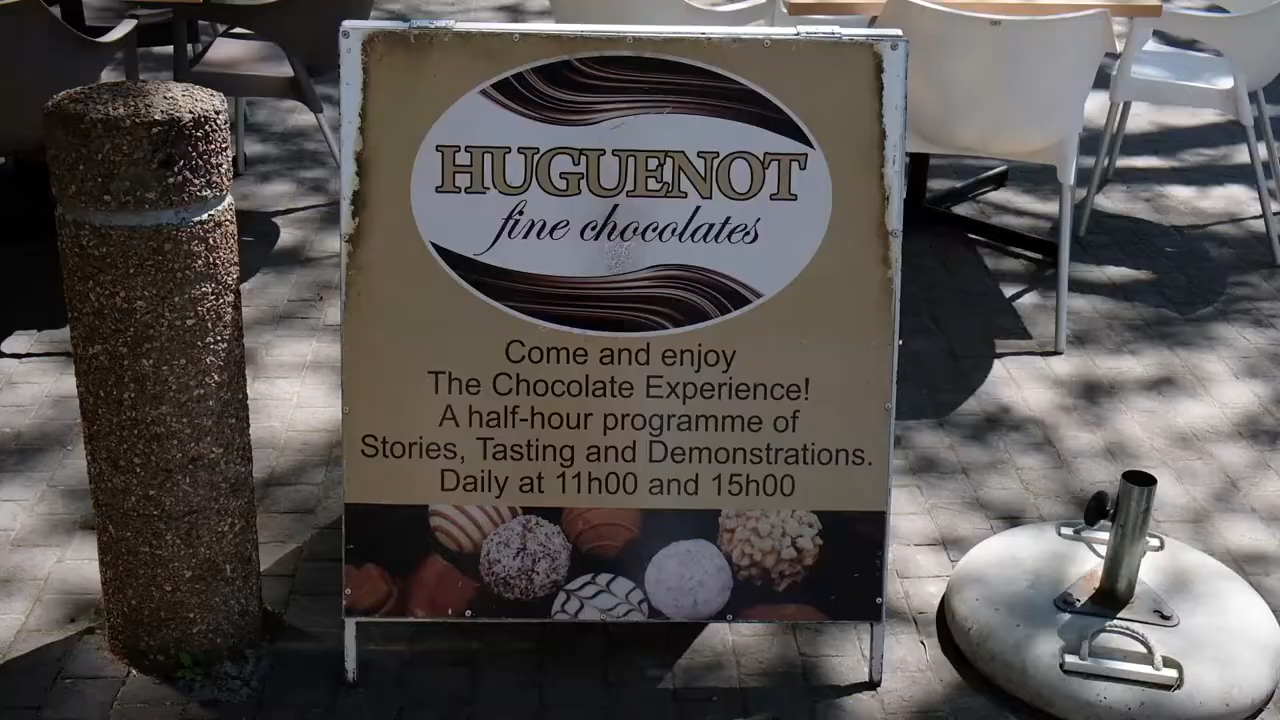 HUGUENOT
fine chocolates
Come and enjoy
The Chocolate Experience!
A half-hour programme of
Stories, Tasting and Demonstrations.
Daily at 11h00 and 15h00